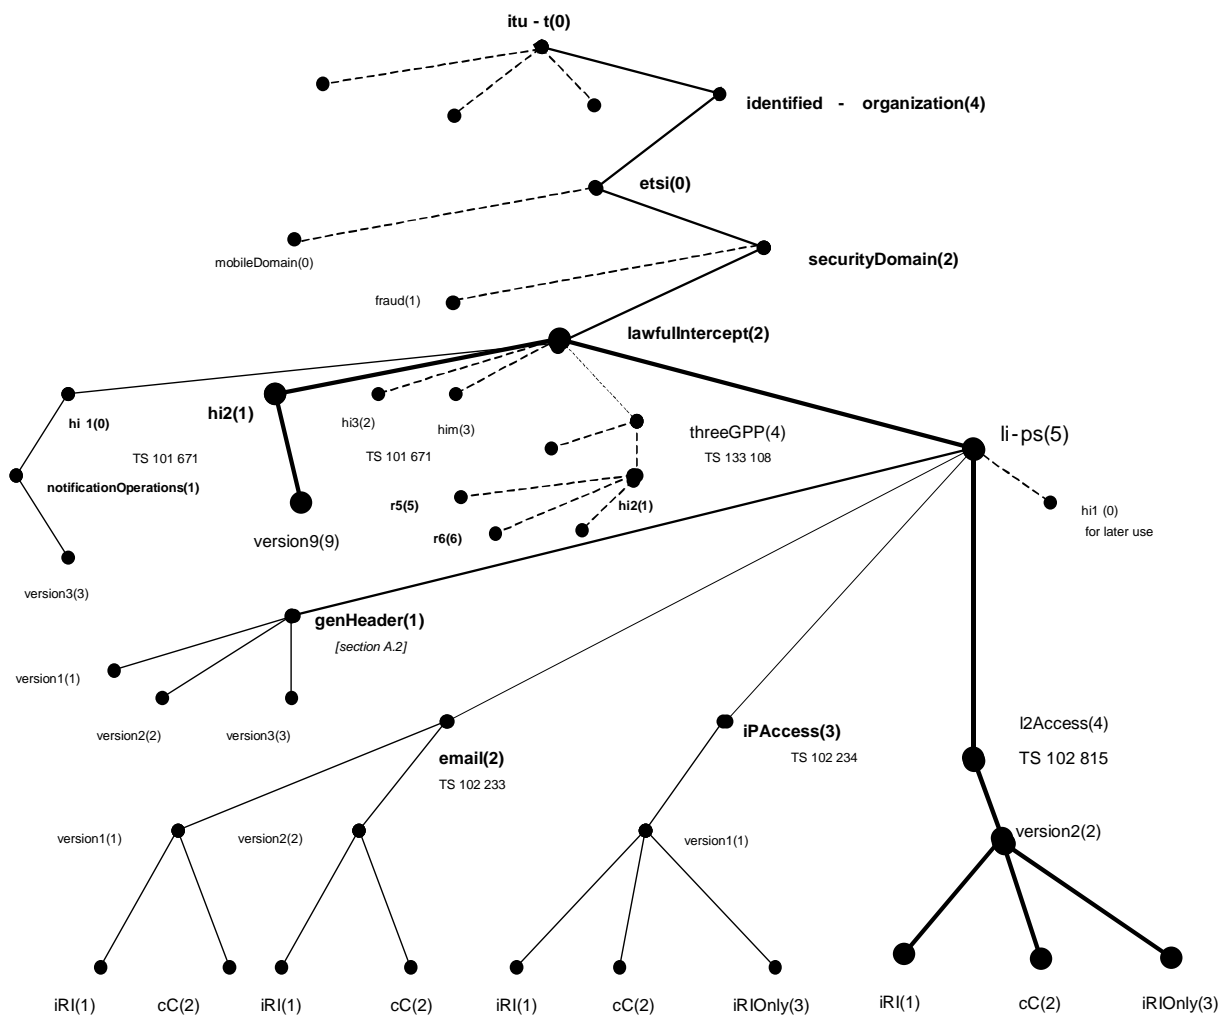 itu - t(0)
identified - organization(4)
etsi(0)
mobileDomain(0)
securityDomain(2)
fraud(1)
lawfulIntercept(2)
hi 1(0)
hi2(1)
hi3(2)
him(3)
threeGPP(4)
li-ps(5)
TS 101 671
TS 101 671
TS 133 108
notificationOperations(1)
r5(5)
hi2(1)
hi1 (0)
for later use
version9(9)
r6(6)
version3(3)
genHeader(1)
[section A.2]
version1(1)
version2(2)
version3(3)
l2Access(4)
iPAccess(3)
email(2)
TS 102 234
TS 102 815
TS 102 233
version1(1)
version2(2)
version1(1)
version2(2)
iRI(1)
cC(2)
iRI(1)
cC(2)
iRI(1)
cC(2)
iRIOnly(3)
iRI(1)
cC(2)
iRIOnly(3)